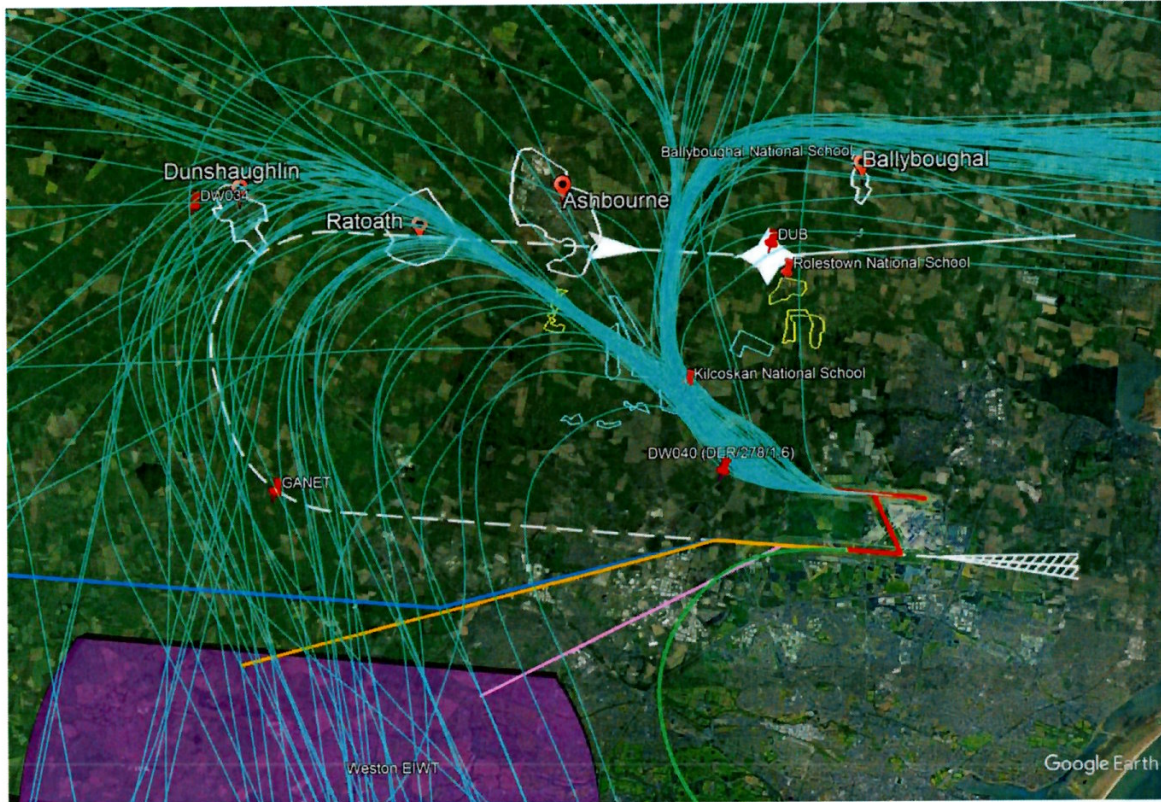 Ballyboughal National School
Ballyboughal
Dunshaughlin
DW034
Ashbourne
Ratoath
DUB
Rolestown National School
Kilcoskan National School
DW040 (DER/278/1.6)
GANET
Weston EIWT
Google Earth